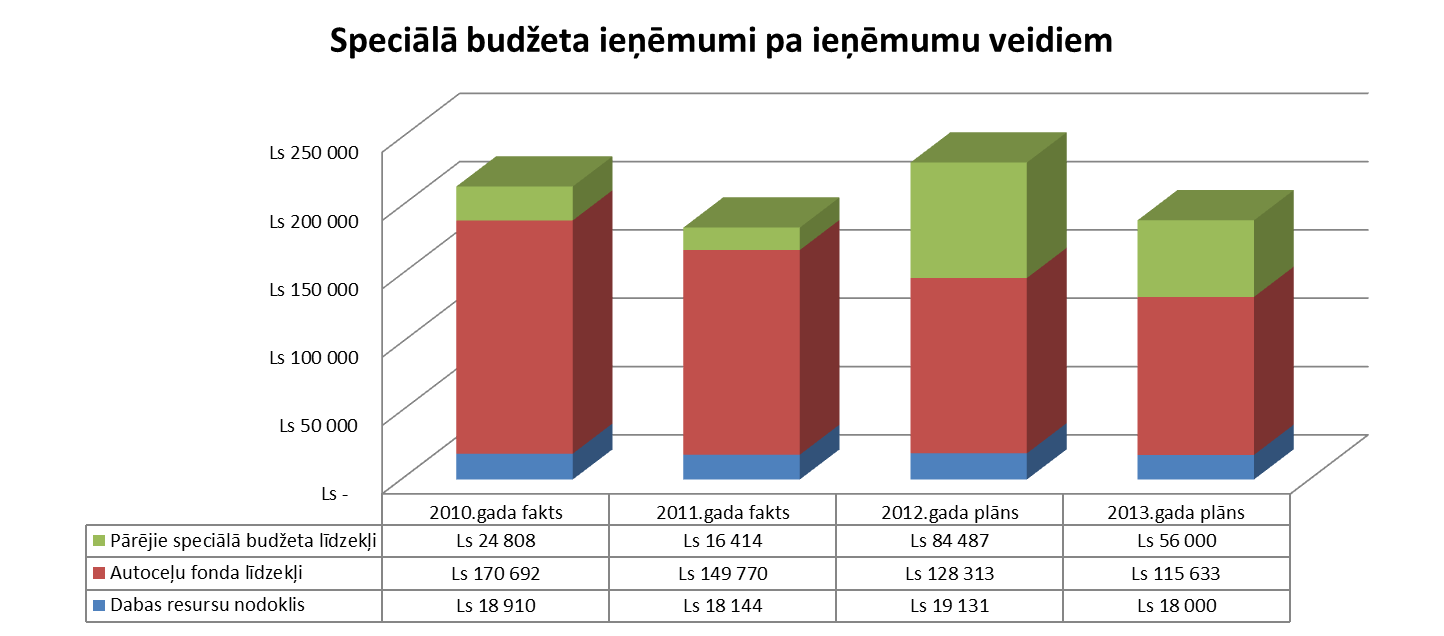 Speciālā budžeta ieņēmumi pa ieņēmumu veidiem
Ls 250 000
Ls 200 000
Ls 150 000
Ls 100 000
Ls 50 000
Ls -
2010.gada fakts 2011.gada fakts 2012.gada plāns 2013.gada plāns
Pārējie speciālā budžeta līdzekļi Ls 24 808 Ls 16 414 Ls 84 487 Ls 56 000
Autoceļu fonda līdzekļi Ls 170 692 Ls 149 770 Ls 128 313 Ls 115 633
Dabas resursu nodoklis Ls 18 910 Ls 18 144 Ls 19 131 Ls 18 000